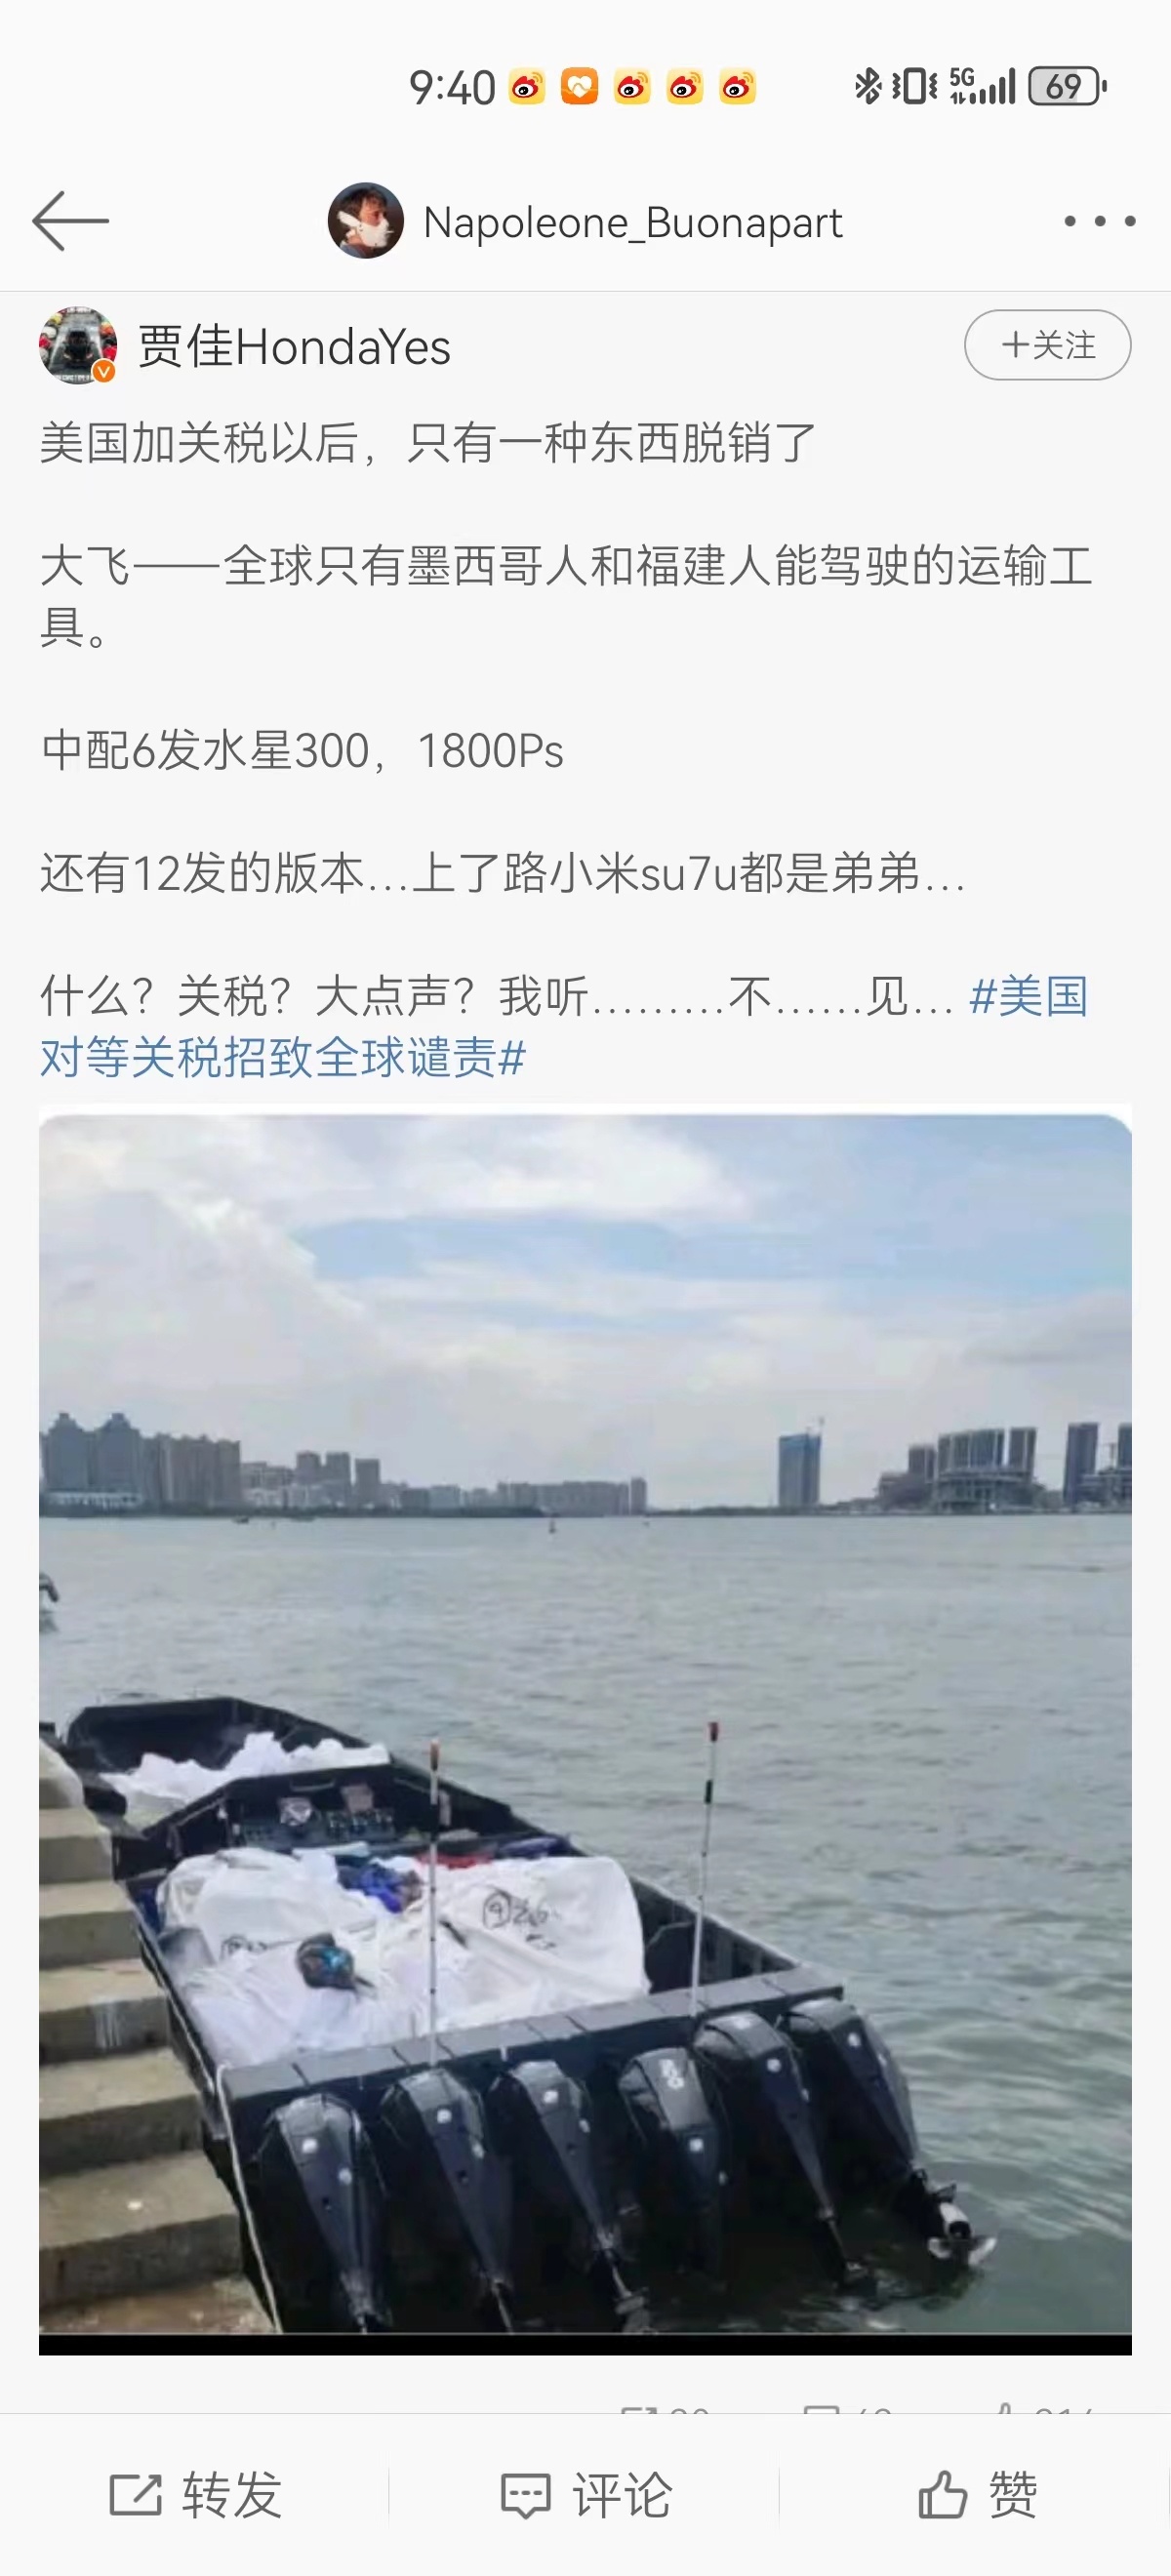 9:40
5G
69
Napoleone_Buonapart
贾佳HondaYes
+关注
美国加关税以后，只有一种东西脱销了
大飞——全球只有墨西哥人和福建人能驾驶的运输工
具。
中配6发水星300，1800Ps
还有12发的版本...上了路小米su7u都是弟弟...
什么？关税？大点声？我听.........不......见... #美国
对等关税招致全球谴责#
转发
评论
赞